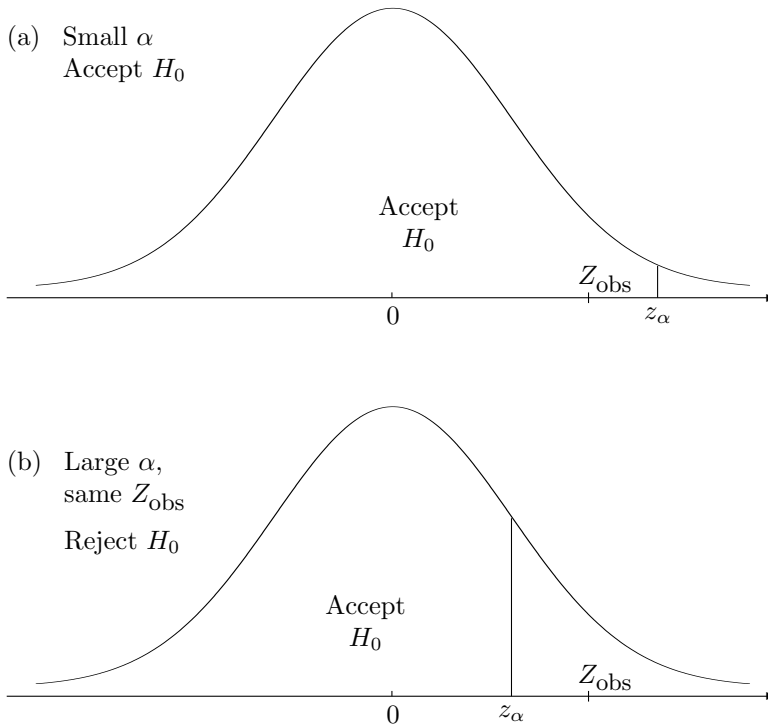 (a) Small α
Accept H₀
Accept
H₀
Z_obs
0
z_α
(b) Large α,
same Z_obs
Reject H₀
Accept
H₀
Z_obs
0
z_α